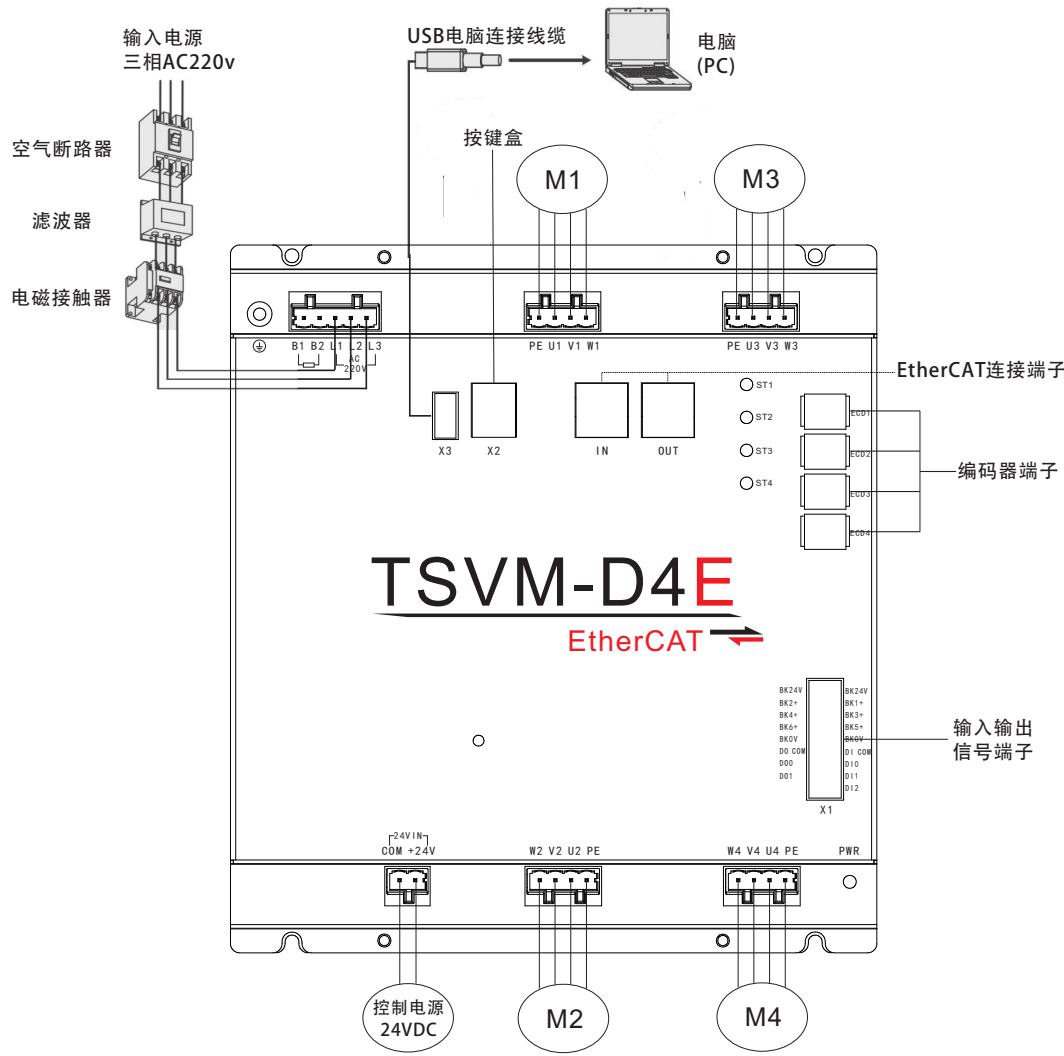 输入电源
三相AC220v
USB电脑连接线缆
电脑
(PC)
空气断路器
按键盒
M1
M3
滤波器
电磁接触器
B1 B2 L1 L2 L3
AC
220V
PE U1 V1 W1
PE U3 V3 W3
EtherCAT连接端子
ST1
ST2
ST3
ST4
ECD1
ECD2
ECD3
ECD4
编码器端子
X3
X2
IN
OUT
TSVM-D4E
EtherCAT
BK24V
BK2+
BK4+
BK6+
BK0V
DO COM
DO0
DO1
BK24V
BK1+
BK3+
BK5+
BK0V
DI COM
DI0
DI1
DI2
X1
输入输出
信号端子
24VIN
COM +24V
W2 V2 U2 PE
W4 V4 U4 PE
PWR
控制电源
24VDC
M2
M4